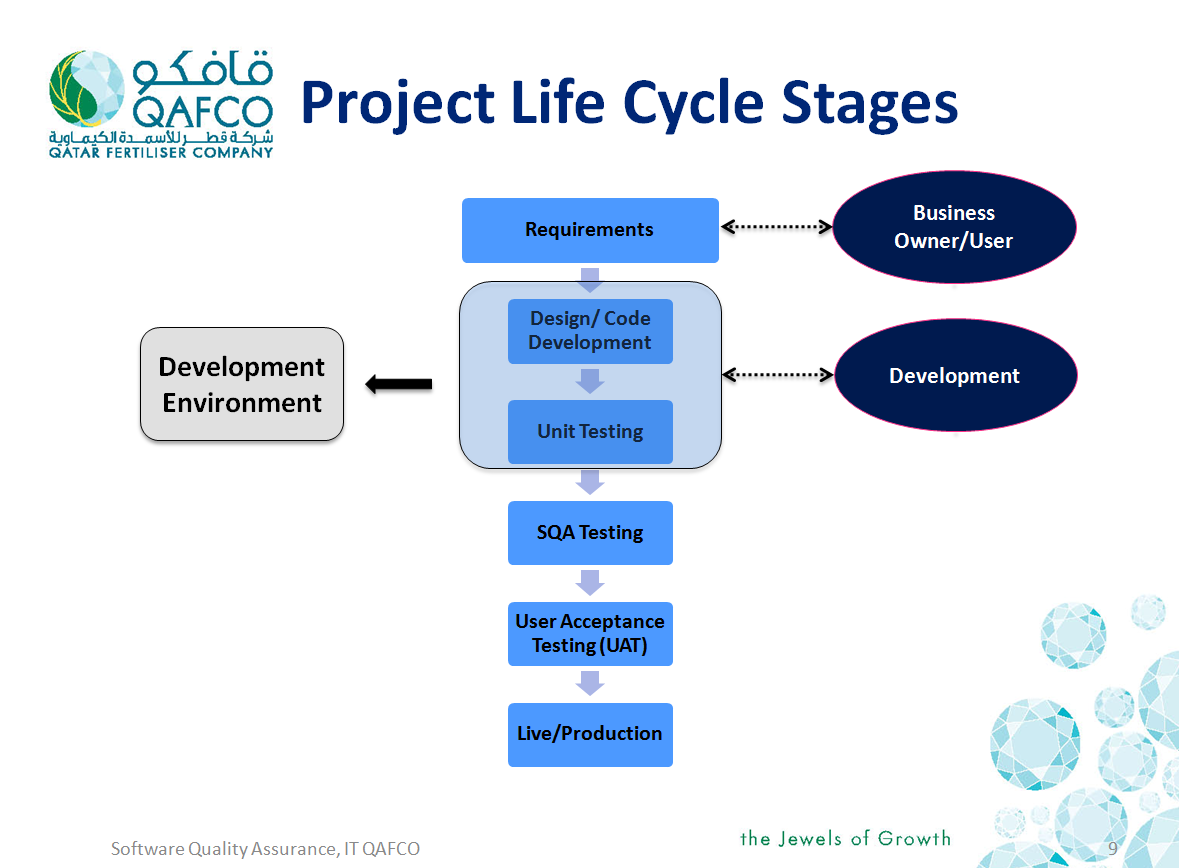 قافكو
QAFCO
شركة قطر للأسمدة الكيماوية
QATAR FERTILISER COMPANY
Project Life Cycle Stages
Requirements
Business
Owner/User
Design/ Code
Development
Development
Environment
Development
Unit Testing
SQA Testing
User Acceptance
Testing (UAT)
Live/Production
the Jewels of Growth
Software Quality Assurance, IT QAFCO
9